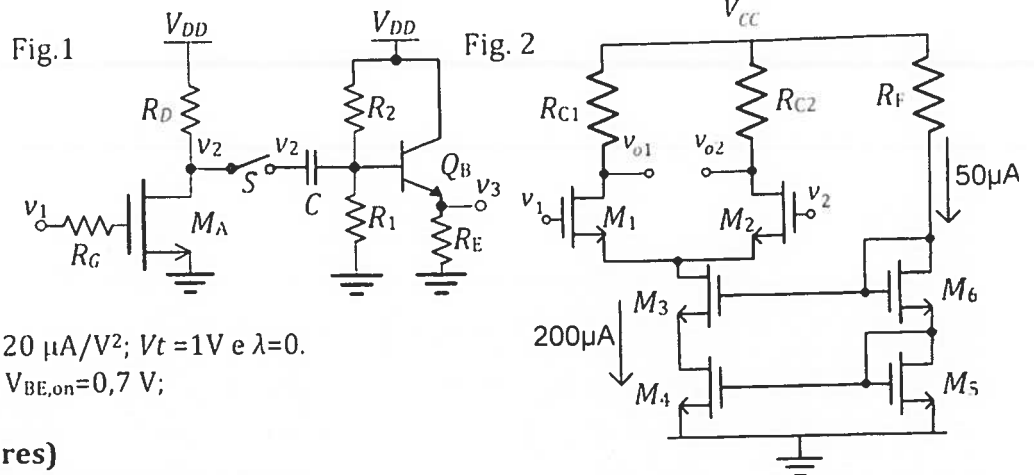 Fig.1
V_DD
V_DD
R_D
R_2
v_2
v_2
S
C
Q_B
v_1
R_G
M_A
R_1
R_E
v_3
Fig. 2
V_CC
R_C1
R_C2
R_F
v_o1
v_o2
50μA
v_1
M_1
M_2
v_2
M_3
M_6
200μA
M_4
M_5
20 μA/V²; Vt =1V e λ=0.
V_BE,on=0,7 V;
res)